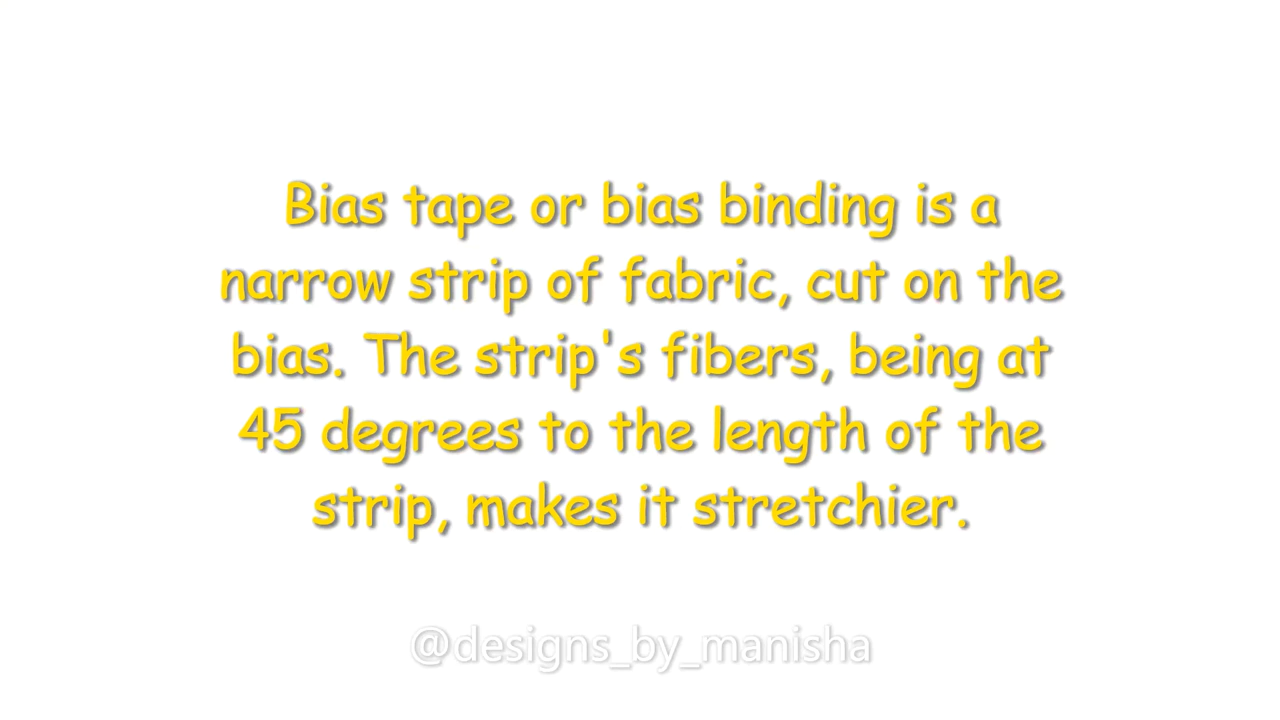 Bias tape or bias binding is a
narrow strip of fabric, cut on the
bias. The strip's fibers, being at
45 degrees to the length of the
strip, makes it stretchier.
@designs_by_manisha